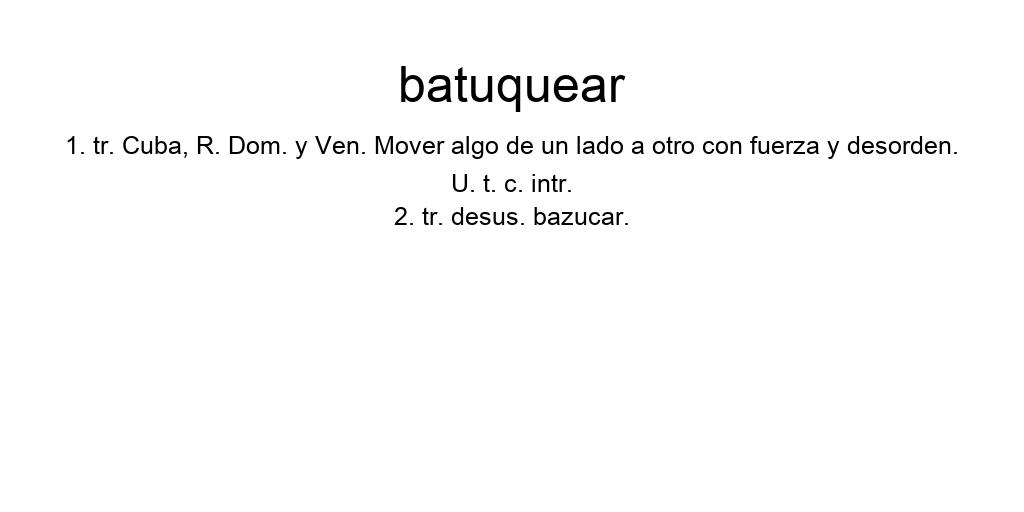 batuquear
1. tr. Cuba, R. Dom. y Ven. Mover algo de un lado a otro con fuerza y desorden.
U. t. c. intr.
2. tr. desus. bazucar.